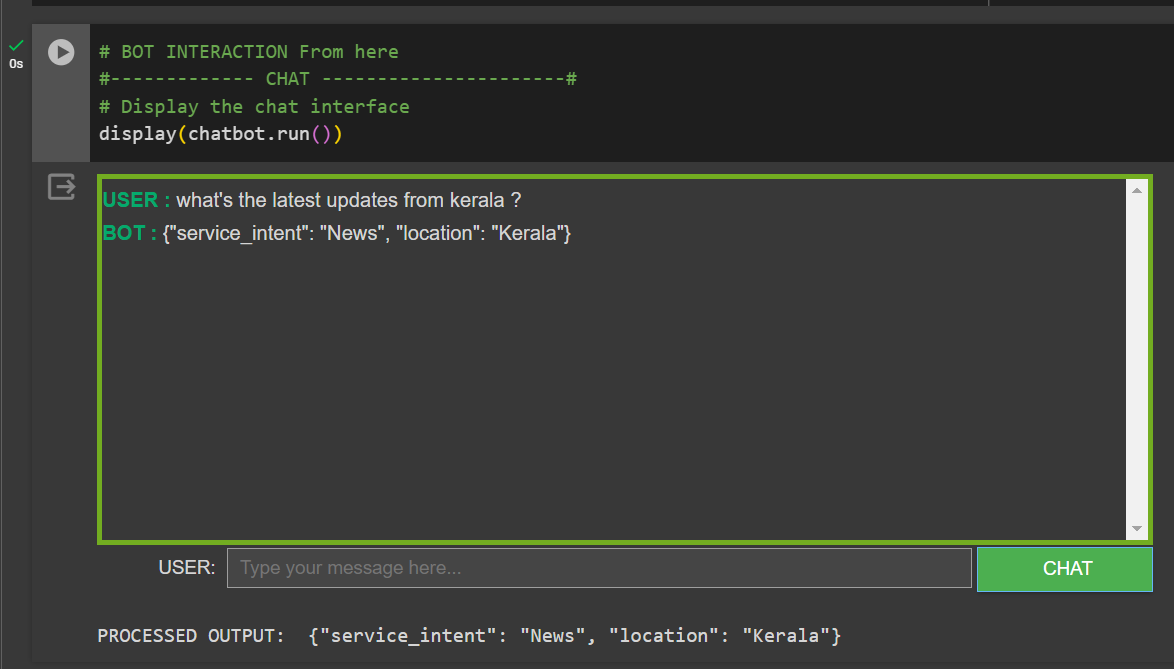 0s
# BOT INTERACTION From here
#------------- CHAT ----------------------#
# Display the chat interface
display(chatbot.run())
USER : what's the latest updates from kerala ?
BOT : {"service_intent": "News", "location": "Kerala"}
USER: Type your message here... CHAT
PROCESSED OUTPUT: {"service_intent": "News", "location": "Kerala"}